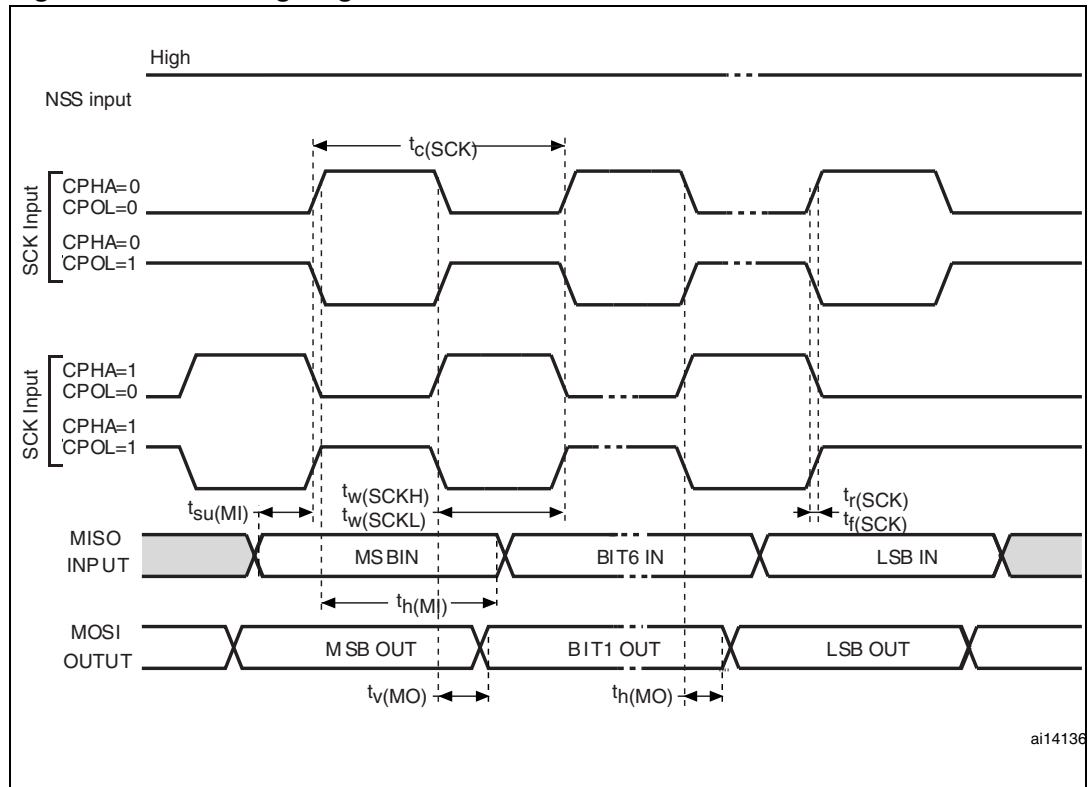 High
NSS input
tc(SCK)
SCK Input
CPHA=0
CPOL=0
CPHA=0
CPOL=1
SCK Input
CPHA=1
CPOL=0
CPHA=1
CPOL=1
tsu(MI)
tw(SCKH)
tw(SCKL)
tr(SCK)
tf(SCK)
MISO
INPUT
MSBIN
BIT6 IN
LSB IN
th(MI)
MOSI
OUTUT
MSB OUT
BIT1 OUT
LSB OUT
tv(MO)
th(MO)
ai14136